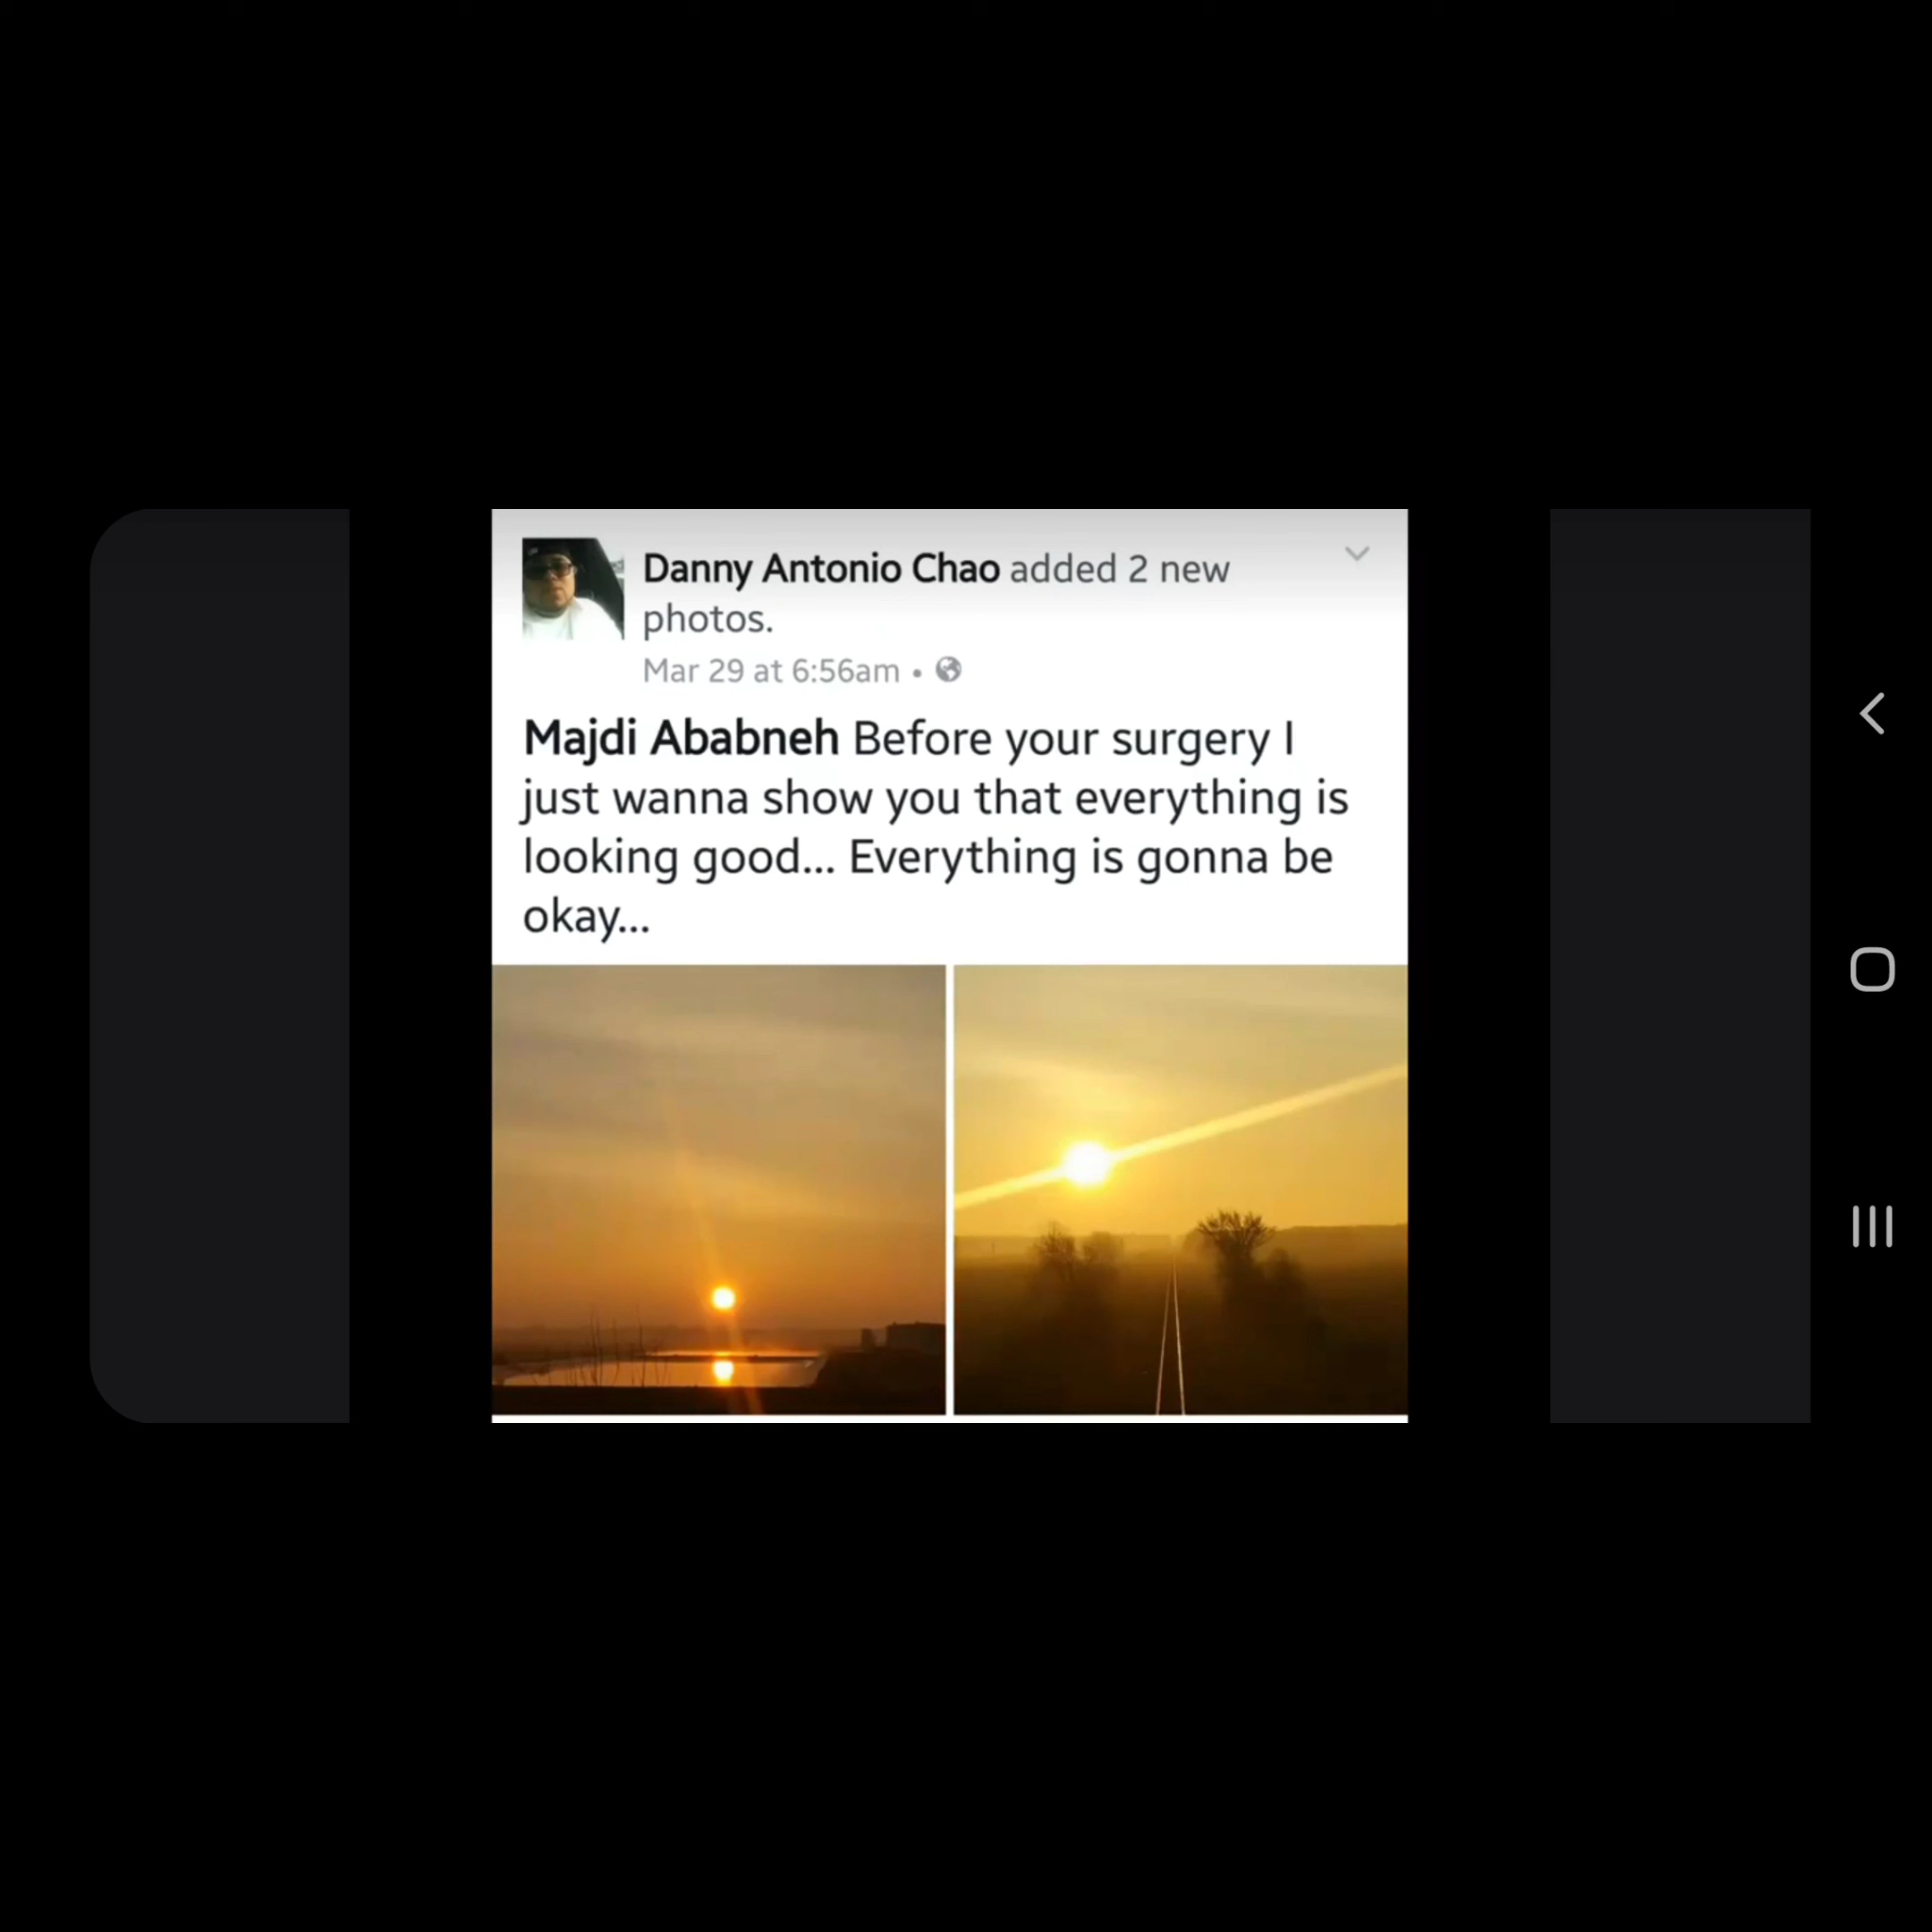 Danny Antonio Chao added 2 new
photos.
Mar 29 at 6:56am •
Majdi Ababneh Before your surgery I
just wanna show you that everything is
looking good... Everything is gonna be
okay...